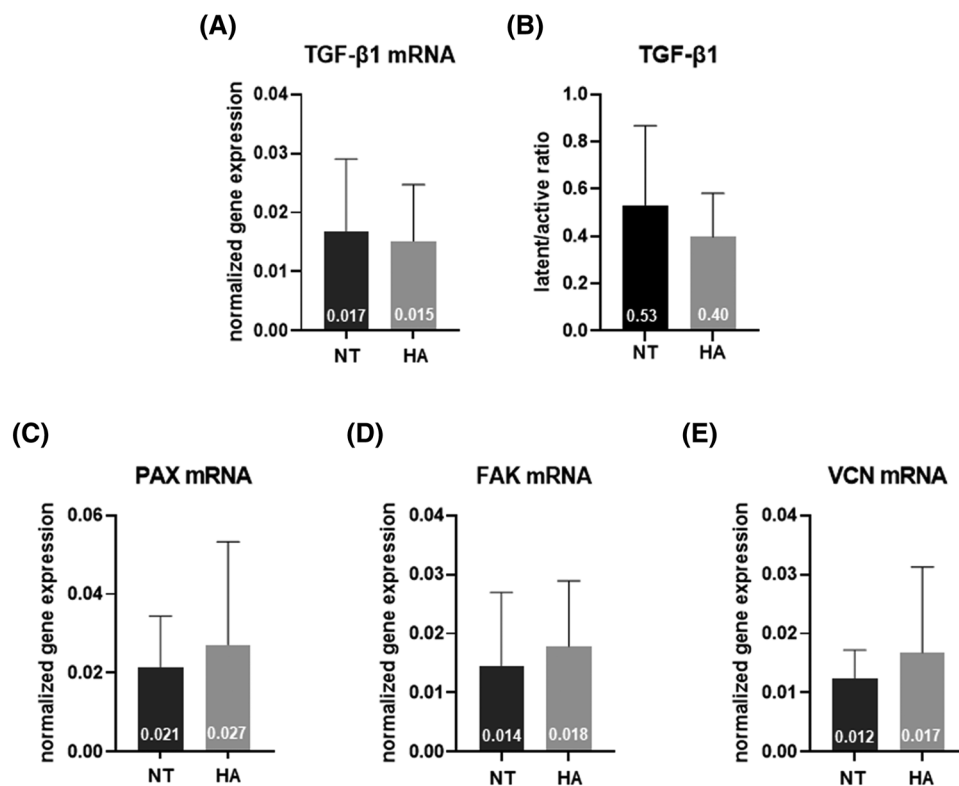 (A)
TGF-β1 mRNA
normalized gene expression
0.04
0.03
0.02
0.01
0.00
0.017
0.015
NT
HA
(B)
TGF-β1
latent/active ratio
1.0
0.8
0.6
0.4
0.2
0.0
0.53
0.40
NT
HA
(C)
PAX mRNA
normalized gene expression
0.06
0.04
0.02
0.00
0.021
0.027
NT
HA
(D)
FAK mRNA
normalized gene expression
0.04
0.03
0.02
0.01
0.00
0.014
0.018
NT
HA
(E)
VCN mRNA
normalized gene expression
0.04
0.03
0.02
0.01
0.00
0.012
0.017
NT
HA